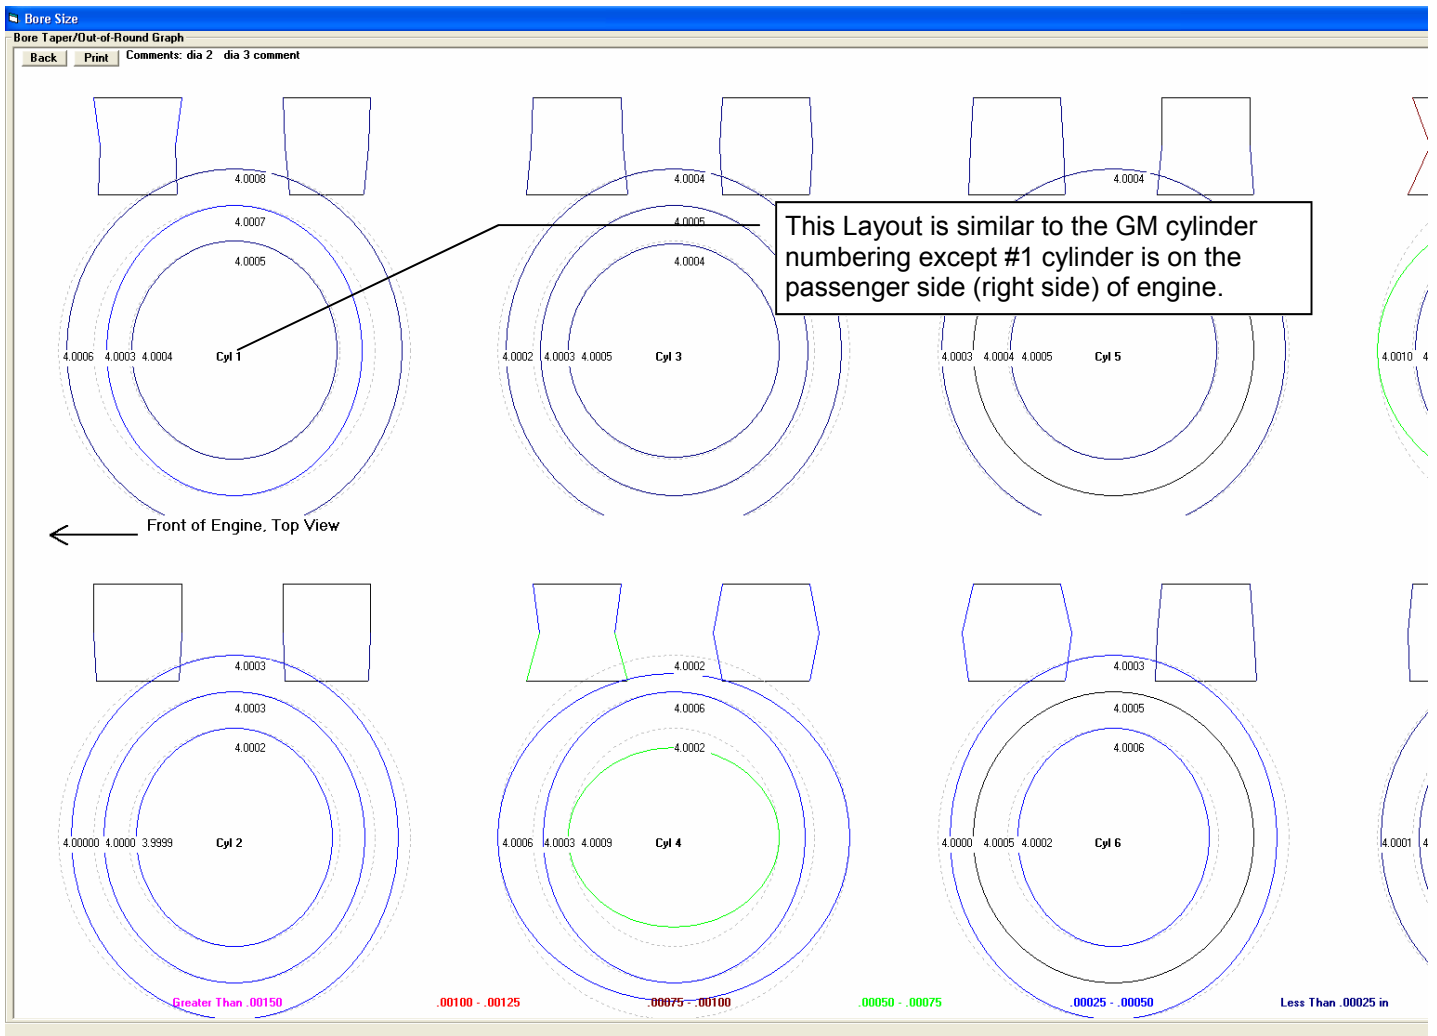 Bore Size
Bore Taper/Out-of-Round Graph
Back Print Comments: dia 2 dia 3 comment
4.0008 4.0004 4.0004
4.0007 4.0005
4.0005 4.0004
This Layout is similar to the GM cylinder
numbering except #1 cylinder is on the
passenger side (right side) of engine.
4.0006 4.0003 4.0004 Cyl 1 4.0002 4.0003 4.0005 Cyl 3 4.0003 4.0004 4.0005 Cyl 5 4.0010 4
Front of Engine, Top View
4.0003 4.0002 4.0003
4.0003 4.0006 4.0005
4.0002 4.0002 4.0006
4.00000 4.0000 3.9999 Cyl 2 4.0006 4.0003 4.0009 Cyl 4 4.0000 4.0005 4.0002 Cyl 6 4.0001 4
Greater Than .00150 .00100 - .00125 .00075 - .00100 .00050 - .00075 .00025 - .00050 Less Than .00025 in